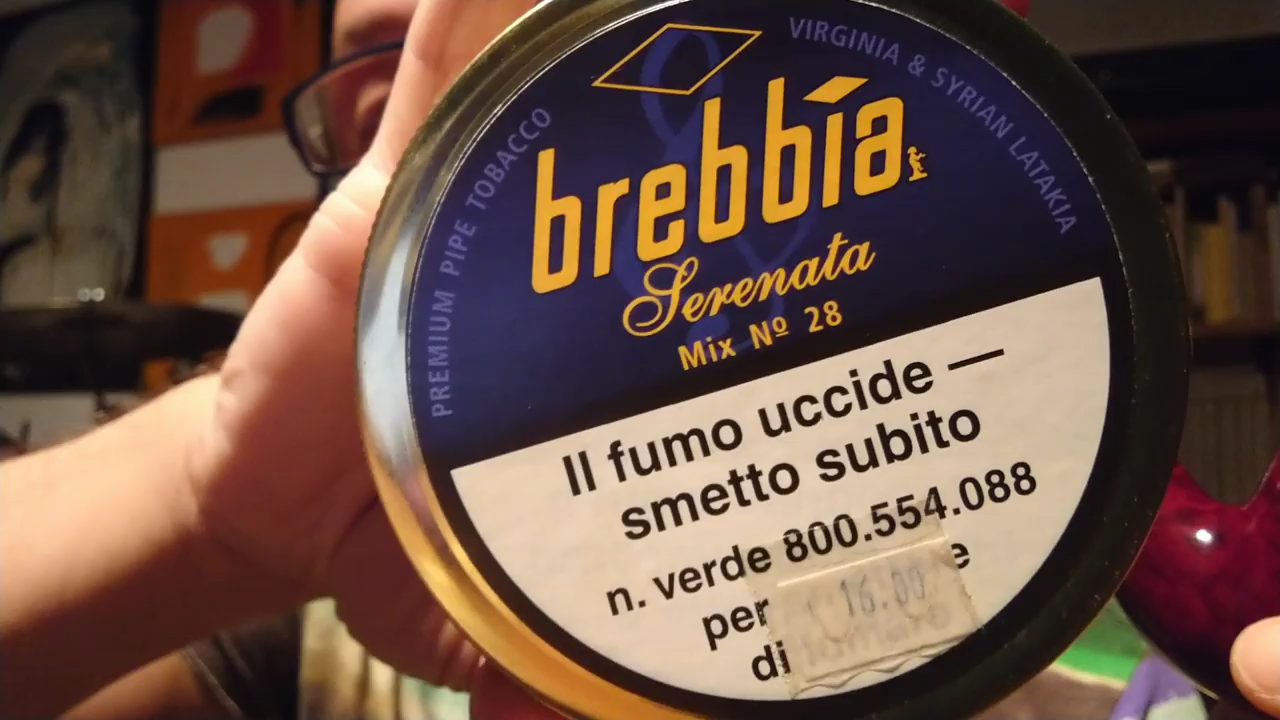 PREMIUM PIPE TOBACCO
VIRGINIA & SYRIAN LATAKIA
brebbia
Serenata
Mix Nº 28
Il fumo uccide —
smetto subito
n. verde 800.554.088
per
di
16.00